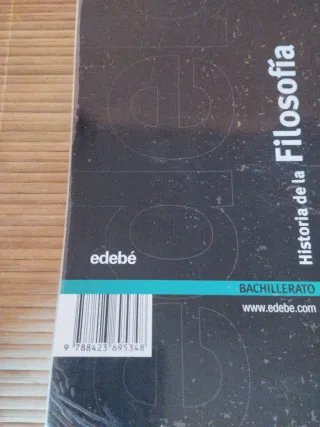 Historia de la Filosofía
edebé
BACHILLERATO
www.edebe.com
9 788423 695348